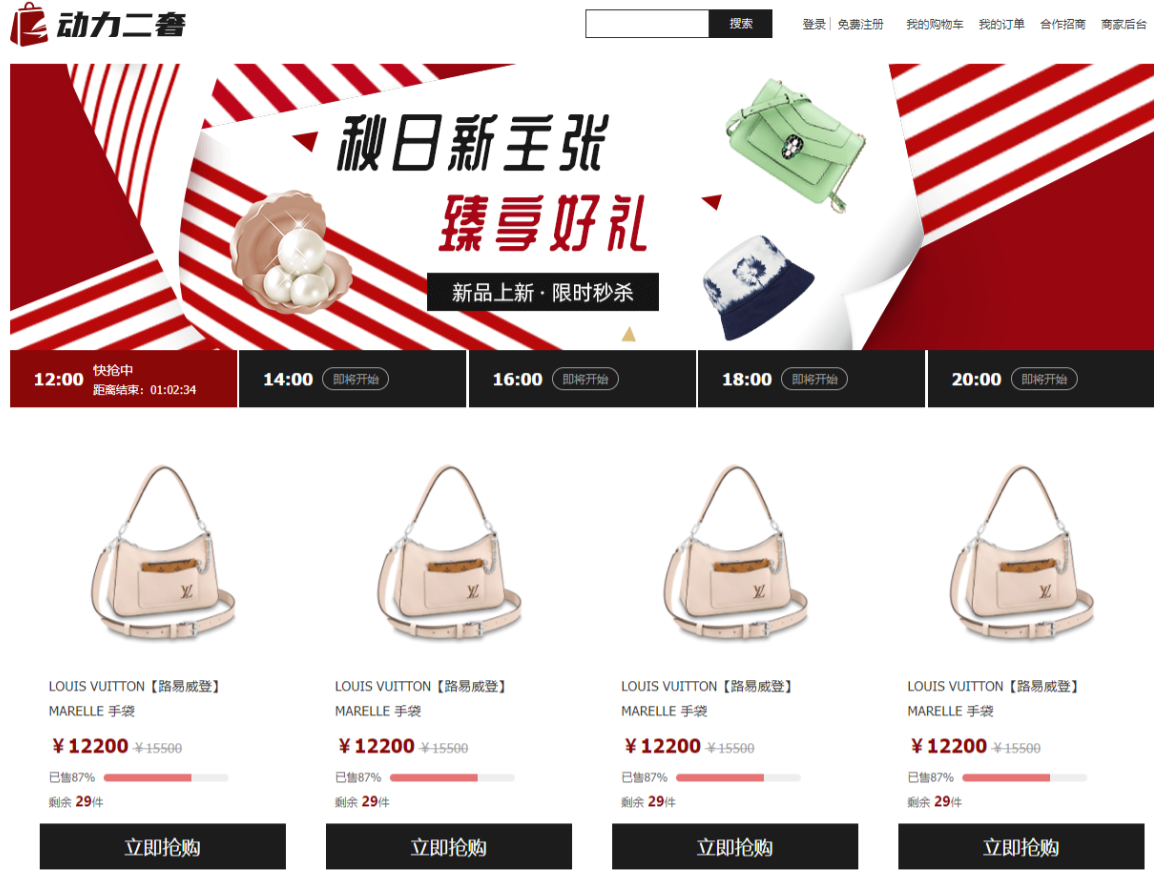 动力二奢
搜索
登录 免费注册 我的购物车 我的订单 合作招商 商家后台
秋日新主张
臻享好礼
新品上新·限时秒杀
12:00 快抢中
距离结束：01:02:34
14:00 即将开始
16:00 即将开始
18:00 即将开始
20:00 即将开始
LOUIS VUITTON【路易威登】
MARELLE 手袋
￥12200 ￥15500
已售87%
剩余 29件
立即抢购
LOUIS VUITTON【路易威登】
MARELLE 手袋
￥12200 ￥15500
已售87%
剩余 29件
立即抢购
LOUIS VUITTON【路易威登】
MARELLE 手袋
￥12200 ￥15500
已售87%
剩余 29件
立即抢购
LOUIS VUITTON【路易威登】
MARELLE 手袋
￥12200 ￥15500
已售87%
剩余 29件
立即抢购